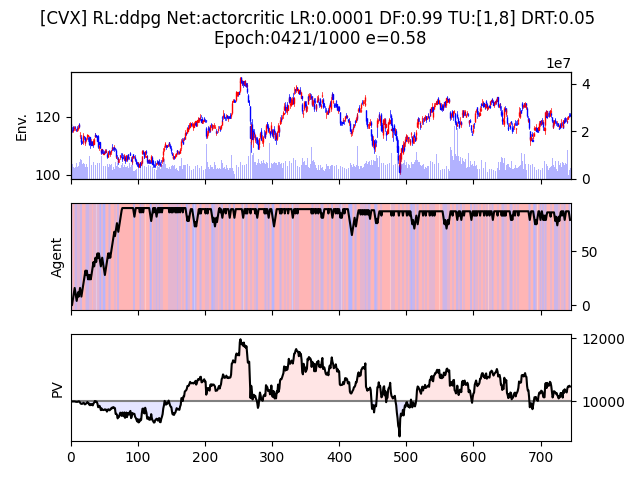 [CVX] RL:ddpg Net:actorcritic LR:0.0001 DF:0.99 TU:[1,8] DRT:0.05
Epoch:0421/1000 e=0.58
1e7
Env.
120
100
4
2
0
Agent
50
0
PV
12000
10000
0 100 200 300 400 500 600 700